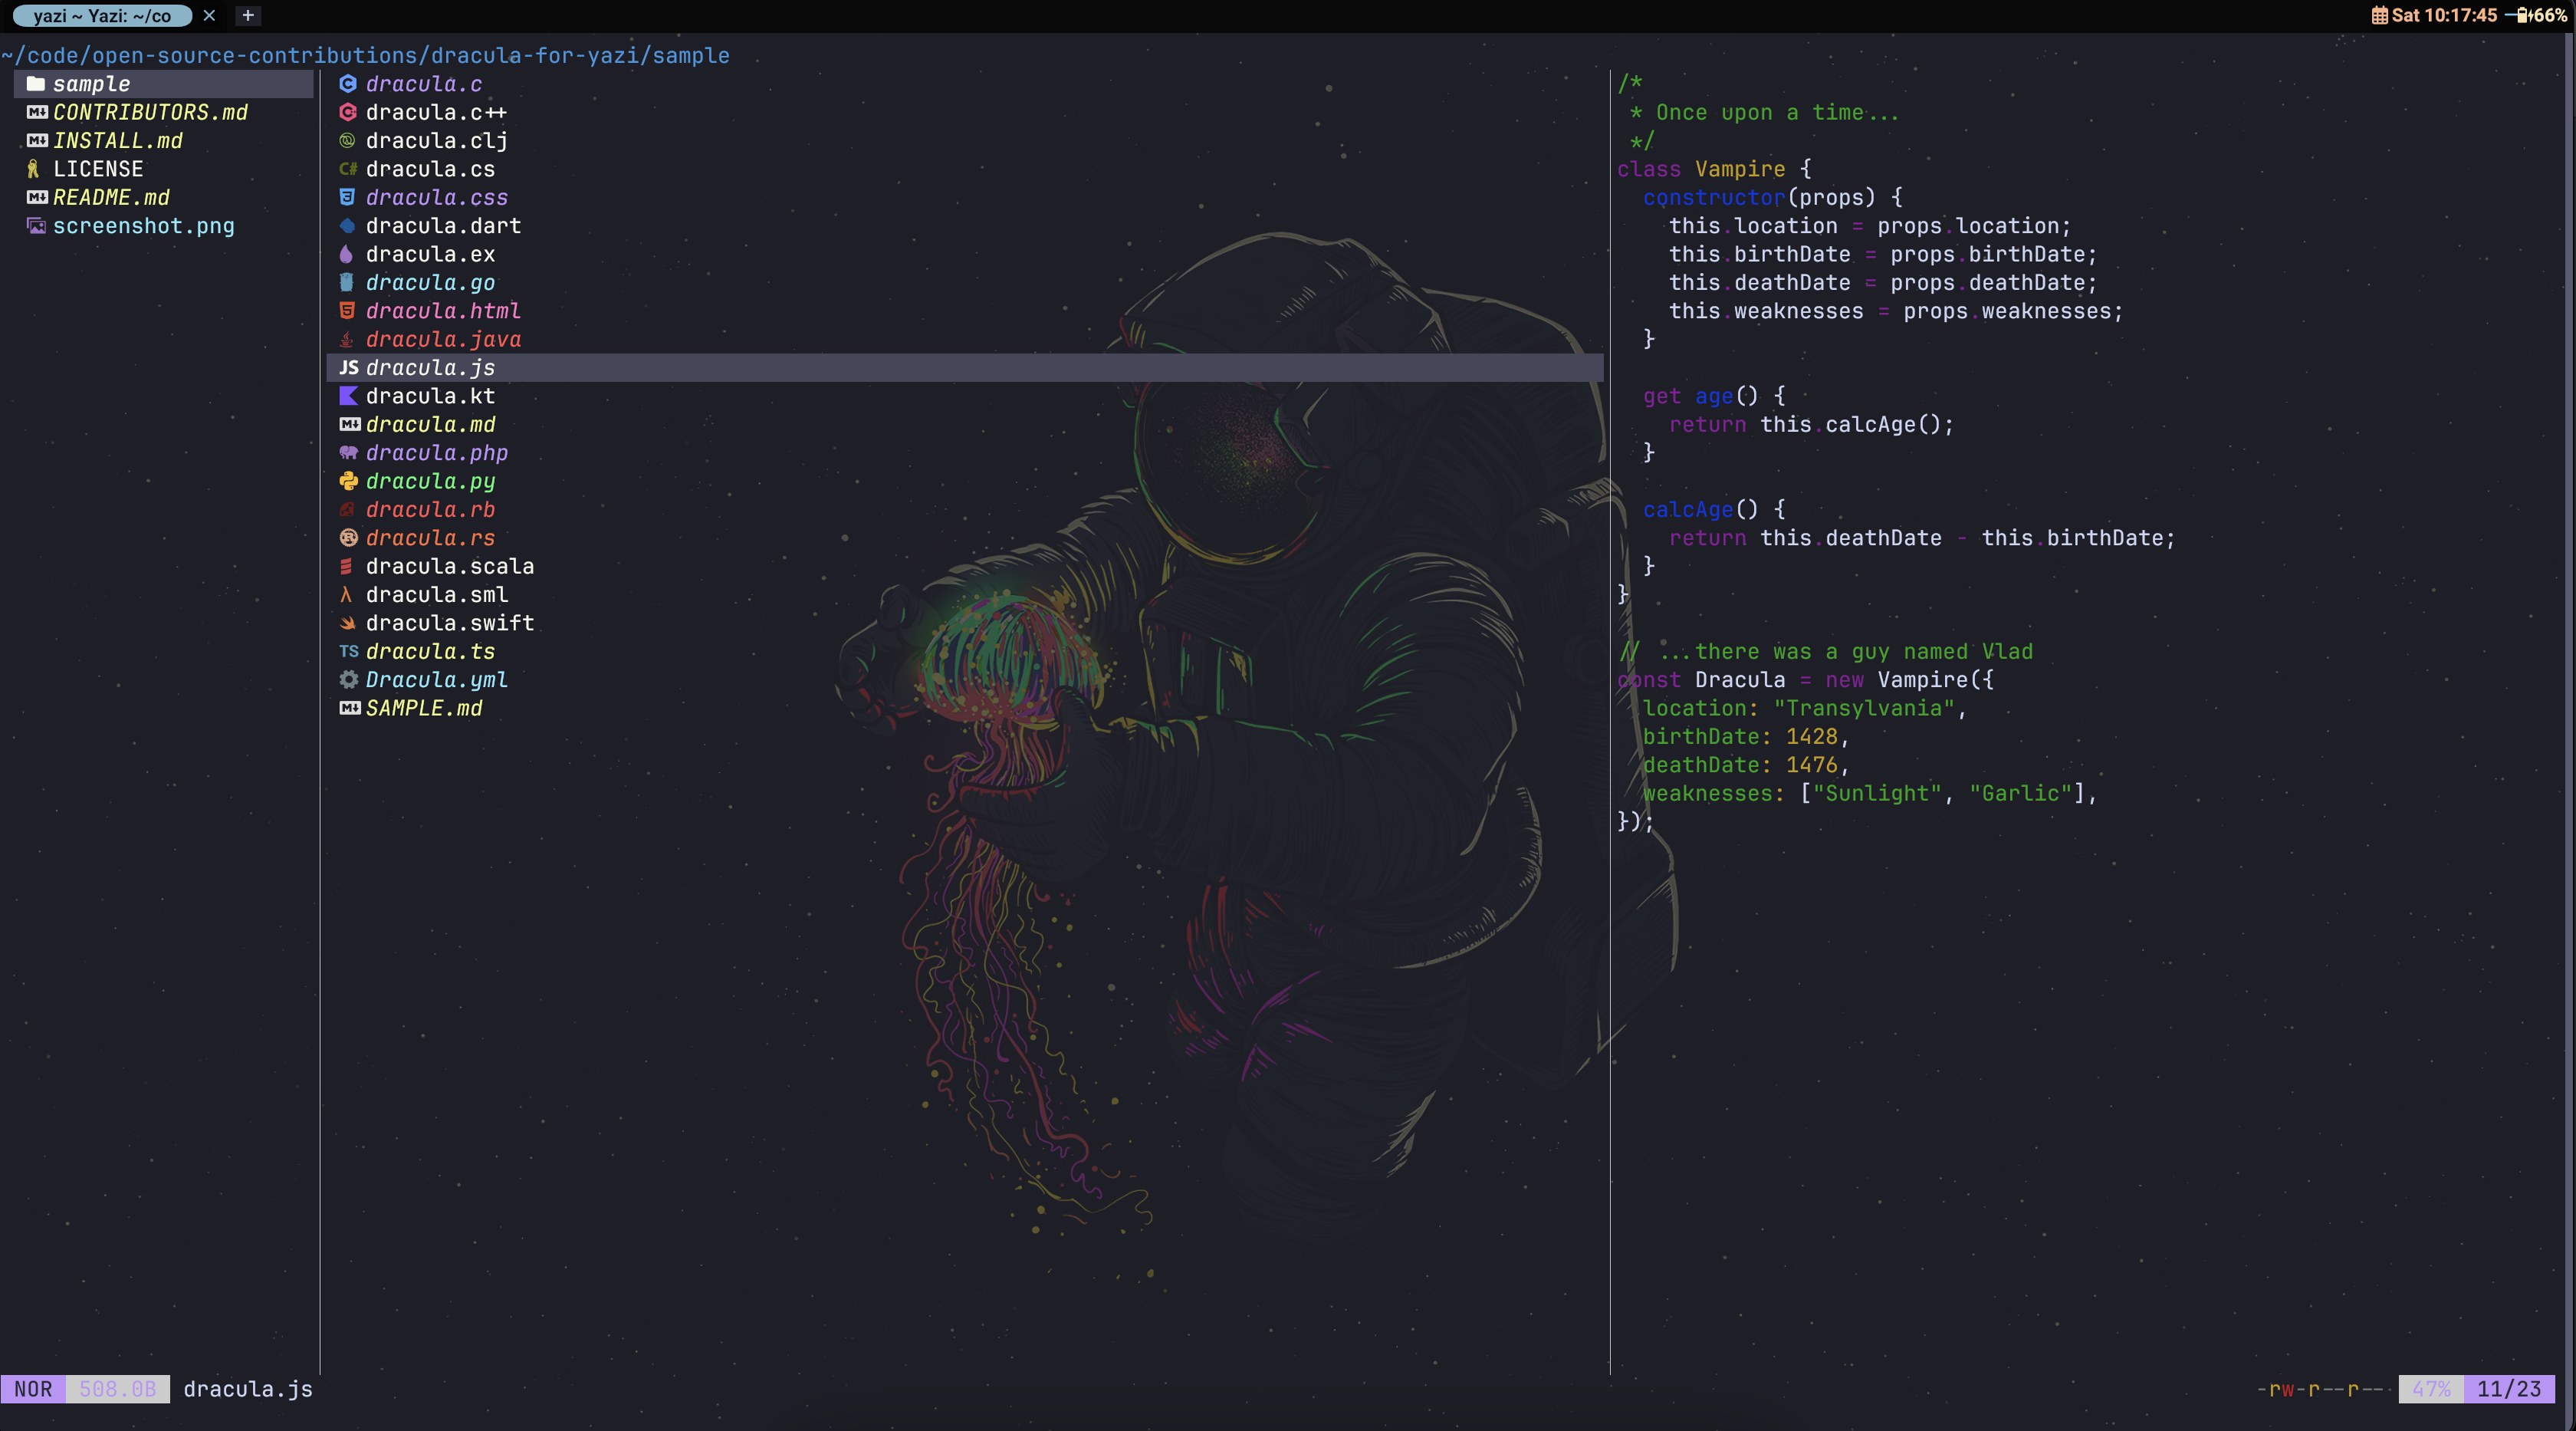 yazi ~ Yazi: ~/co × +
Sat 10:17:45 66%
~/code/open-source-contributions/dracula-for-yazi/sample
sample
CONTRIBUTORS.md
INSTALL.md
LICENSE
README.md
screenshot.png
dracula.c
dracula.c++
dracula.clj
C# dracula.cs
dracula.css
dracula.dart
dracula.ex
dracula.go
dracula.html
dracula.java
JS dracula.js
dracula.kt
dracula.md
dracula.php
dracula.py
dracula.rb
dracula.rs
dracula.scala
λ dracula.sml
dracula.swift
TS dracula.ts
Dracula.yml
SAMPLE.md
/*
 * Once upon a time...
 */
class Vampire {
  constructor(props) {
    this.location = props.location;
    this.birthDate = props.birthDate;
    this.deathDate = props.deathDate;
    this.weaknesses = props.weaknesses;
  }
  get age() {
    return this.calcAge();
  }
  calcAge() {
    return this.deathDate - this.birthDate;
  }
}
// ...there was a guy named Vlad
const Dracula = new Vampire({
  location: "Transylvania",
  birthDate: 1428,
  deathDate: 1476,
  weaknesses: ["Sunlight", "Garlic"],
});
NOR 508.0B dracula.js
-rw-r--r-- 47% 11/23